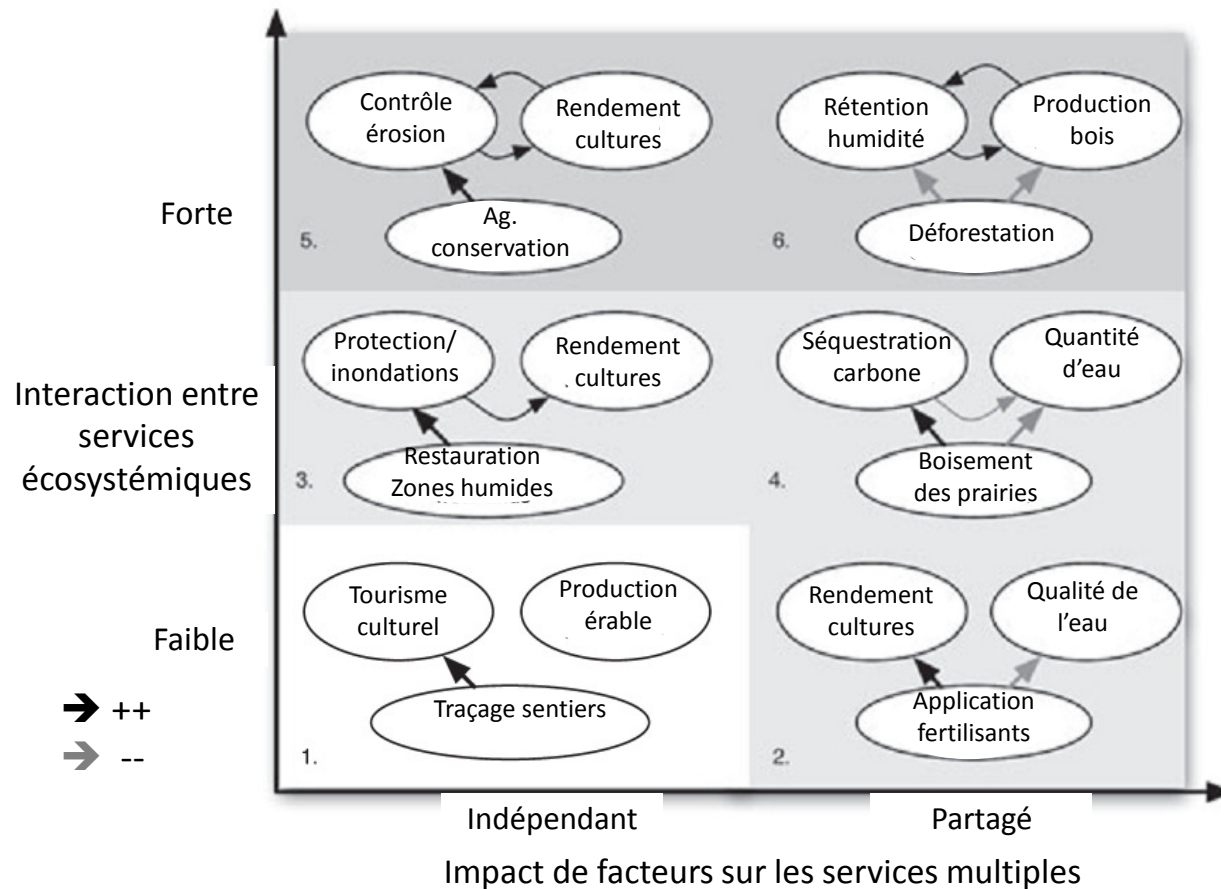 Contrôle
érosion
Rendement
cultures
Ag.
conservation
5.
Rétention
humidité
Production
bois
Déforestation
6.
Forte
Protection/
inondations
Rendement
cultures
Restauration
Zones humides
3.
Séquestration
carbone
Quantité
d'eau
Boisement
des prairies
4.
Interaction entre
services
écosystémiques
Tourisme
culturel
Production
érable
Traçage sentiers
1.
Rendement
cultures
Qualité de
l'eau
Application
fertilisants
2.
Faible
➔ ++
➔ --
Indépendant
Partagé
Impact de facteurs sur les services multiples